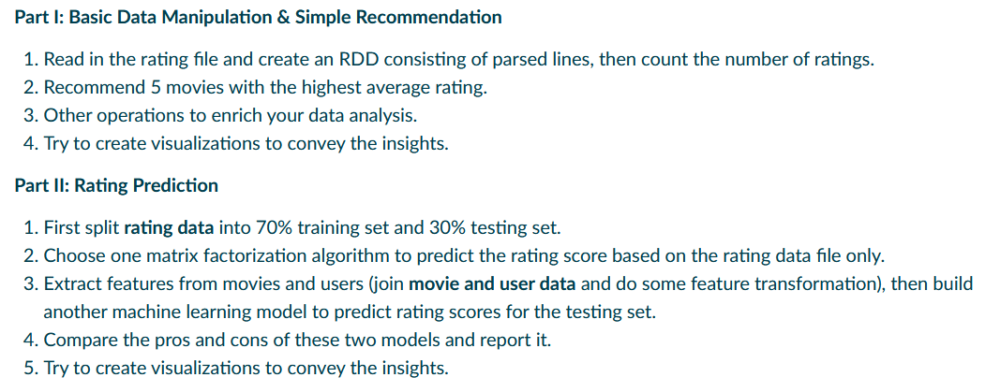 Part I: Basic Data Manipulation & Simple Recommendation
1. Read in the rating file and create an RDD consisting of parsed lines, then count the number of ratings.
2. Recommend 5 movies with the highest average rating.
3. Other operations to enrich your data analysis.
4. Try to create visualizations to convey the insights.
Part II: Rating Prediction
1. First split rating data into 70% training set and 30% testing set.
2. Choose one matrix factorization algorithm to predict the rating score based on the rating data file only.
3. Extract features from movies and users (join movie and user data and do some feature transformation), then build
another machine learning model to predict rating scores for the testing set.
4. Compare the pros and cons of these two models and report it.
5. Try to create visualizations to convey the insights.